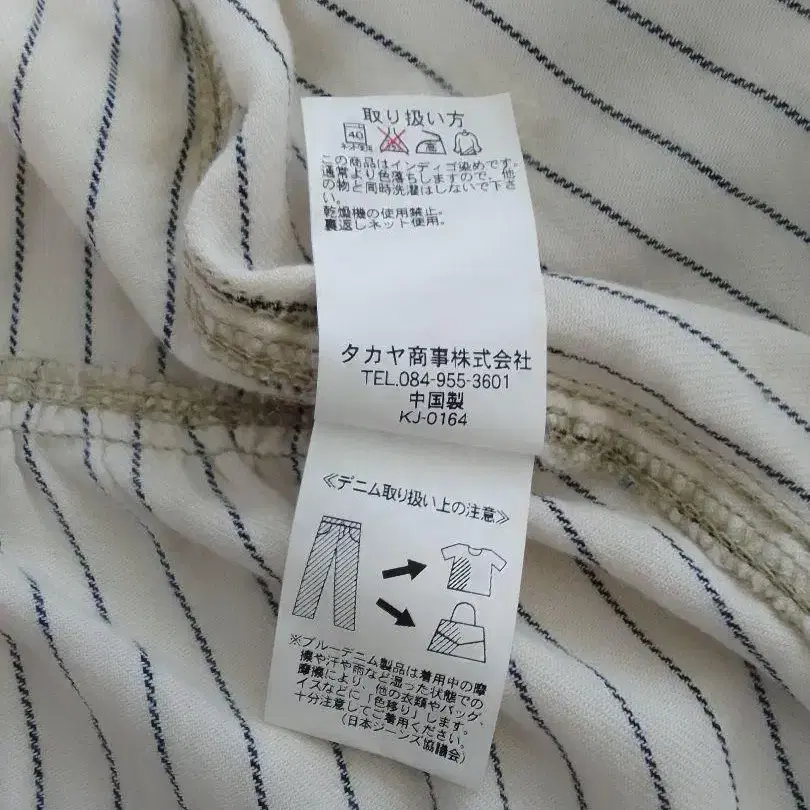 取り扱い方
40
ネット使用
高
この商品はインディゴ染めです。
通常より色落ちしますので、他
の物と同時洗濯はしないで下さ
い。
乾燥機の使用禁止。
裏返しネット使用。
タカヤ商事株式会社
TEL.084-955-3601
中国製
KJ-0164
≪デニム取り扱い上の注意≫
※ブルーデニム製品は着用中の摩
擦や汗や雨など湿った状態での
摩擦により、他の衣類やバッグ、
イスなどに「色移り」します。
十分注意してご着用ください。
(日本ジーンズ協議会)